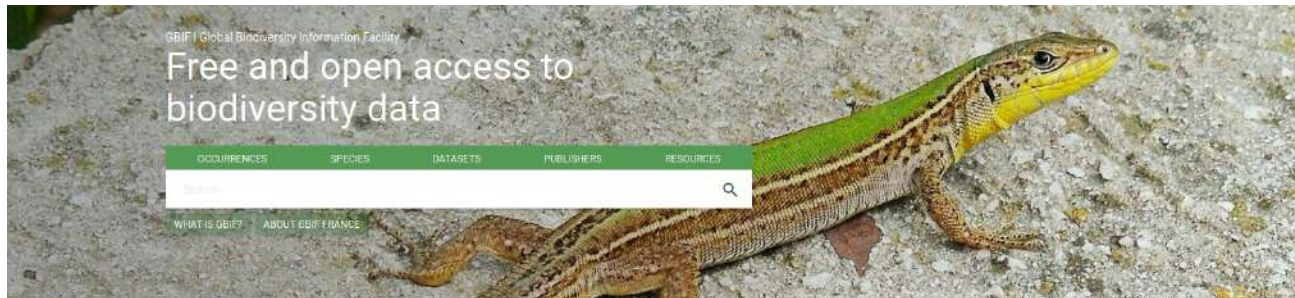 GBIF | Global Biodiversity Information Facility
Free and open access to
biodiversity data
OCCURRENCES SPECIES DATASETS PUBLISHERS RESOURCES
Search
WHAT IS GBIF? ABOUT GBIF FRANCE